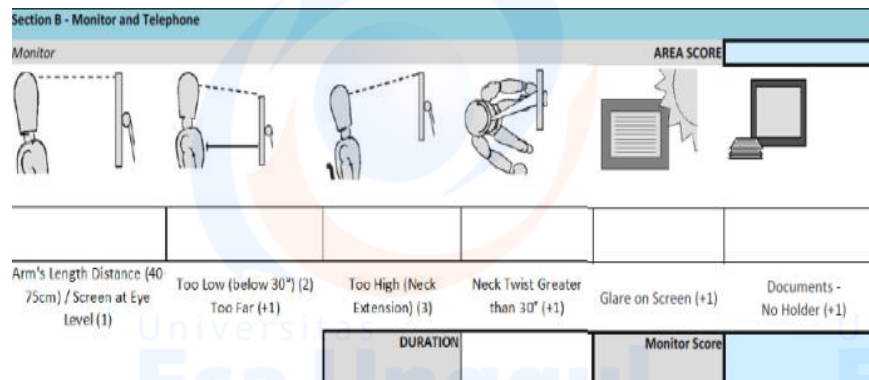 Section B - Monitor and Telephone
Monitor
AREA SCORE
Arm's Length Distance (40
75cm) / Screen at Eye
Level (1)
Too Low (below 30°) (2)
Too Far (+1)
Too High (Neck
Extension) (3)
Neck Twist Greater
than 30° (+1)
Glare on Screen (+1)
Documents -
No Holder (+1)
Universitas
DURATION
Monitor Score